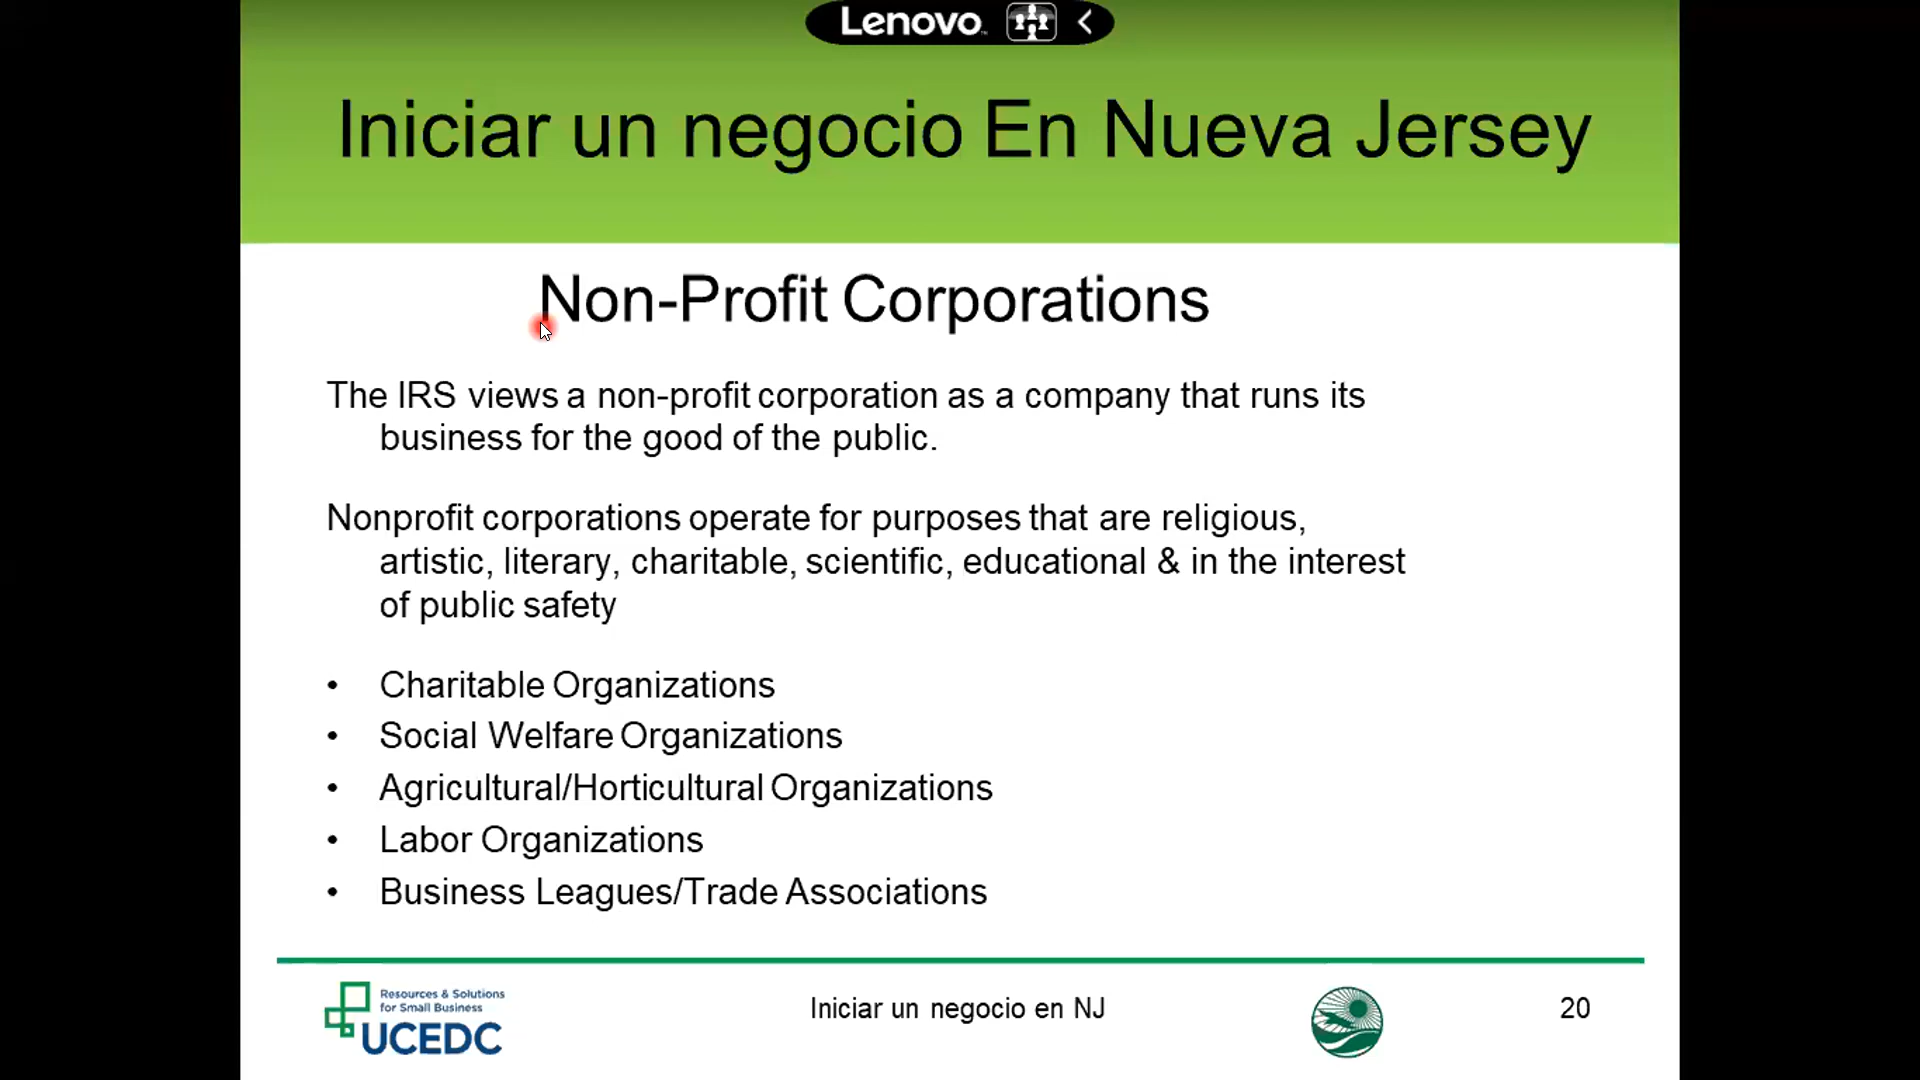 Lenovo
Iniciar un negocio En Nueva Jersey
Non-Profit Corporations
The IRS views a non-profit corporation as a company that runs its
business for the good of the public.
Nonprofit corporations operate for purposes that are religious,
artistic, literary, charitable, scientific, educational & in the interest
of public safety
• Charitable Organizations
• Social Welfare Organizations
• Agricultural/Horticultural Organizations
• Labor Organizations
• Business Leagues/Trade Associations
Resources & Solutions
for Small Business
UCEDC
Iniciar un negocio en NJ
20